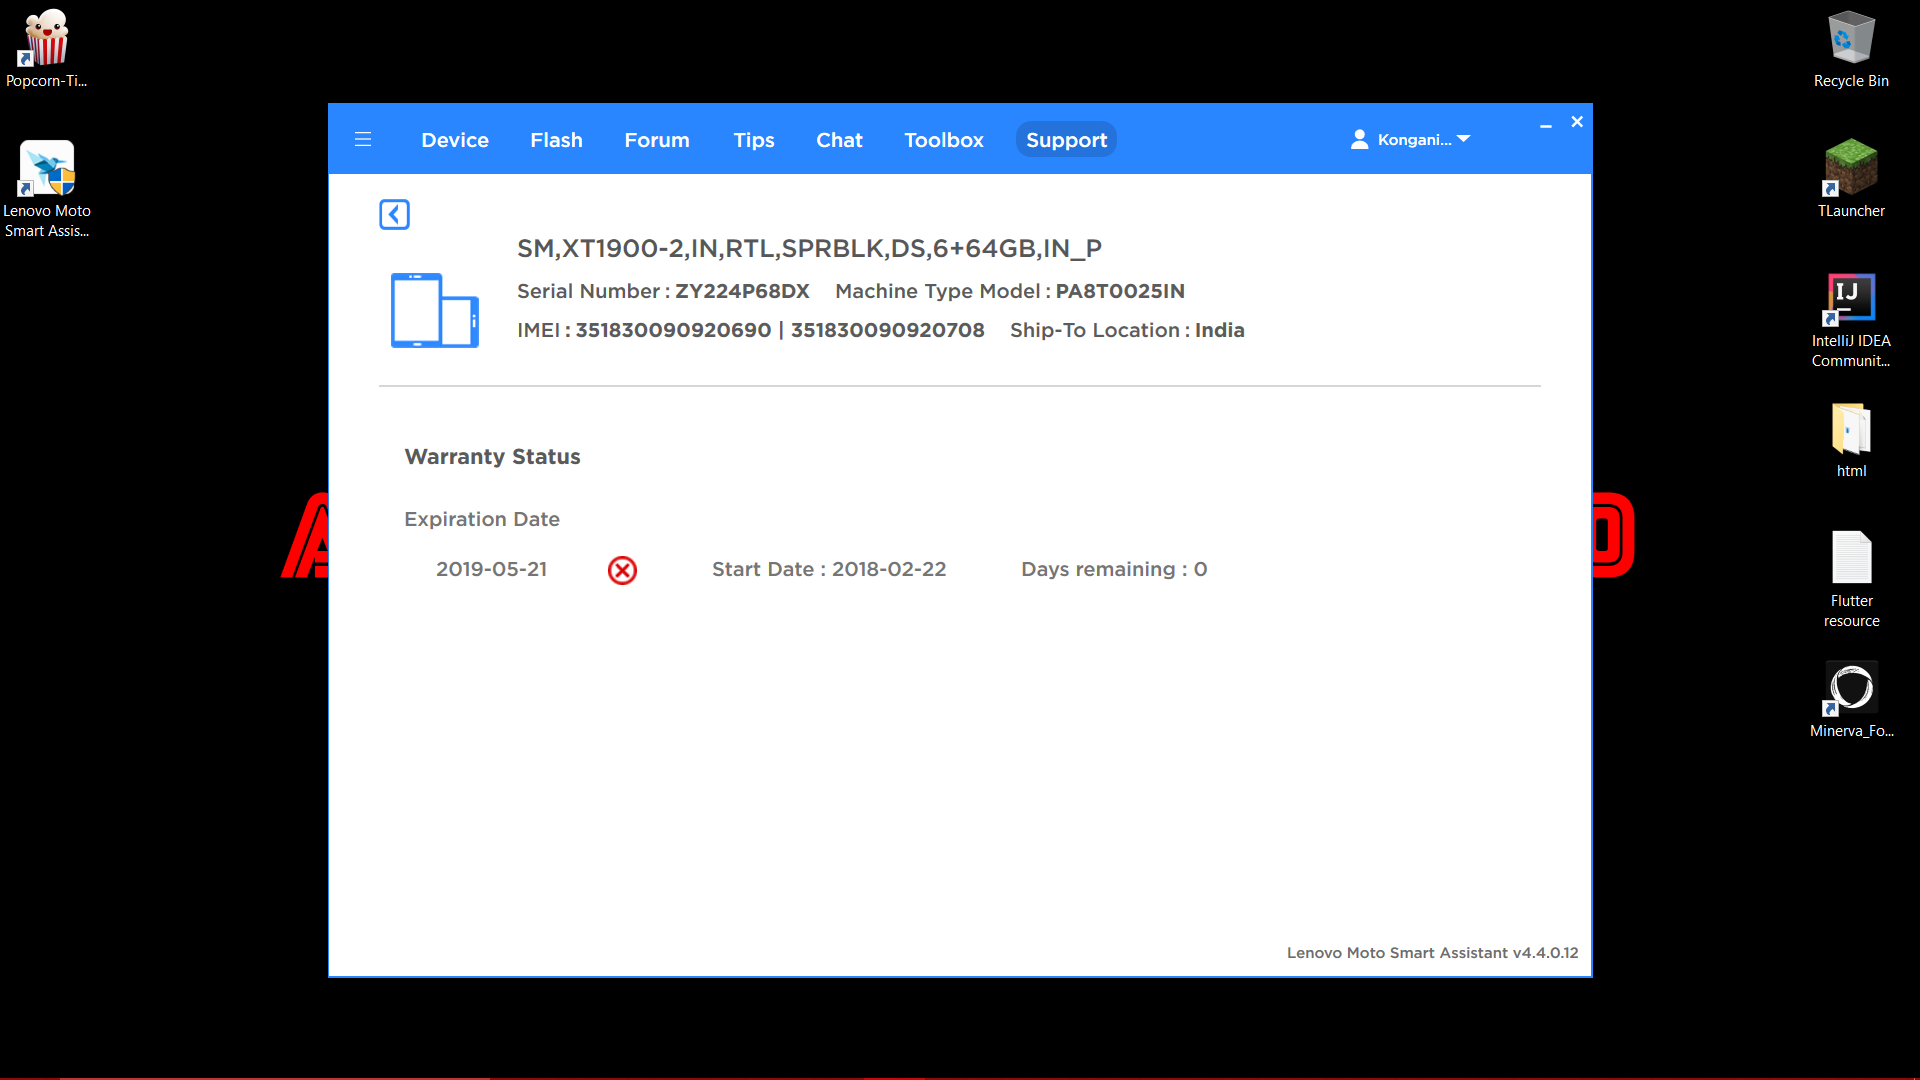 Popcorn-Ti...
Lenovo Moto
Smart Assis...
Device Flash Forum Tips Chat Toolbox Support Kongani...
SM,XT1900-2,IN,RTL,SPRBLK,DS,6+64GB,IN_P
Serial Number : ZY224P68DX Machine Type Model : PA8T0025IN
IMEI : 351830090920690 | 351830090920708 Ship-To Location : India
Warranty Status
Expiration Date
2019-05-21 Start Date : 2018-02-22 Days remaining : 0
Lenovo Moto Smart Assistant v4.4.0.12
Recycle Bin
TLauncher
IJ
IntelliJ IDEA
Communit...
html
Flutter
resource
Minerva_Fo...